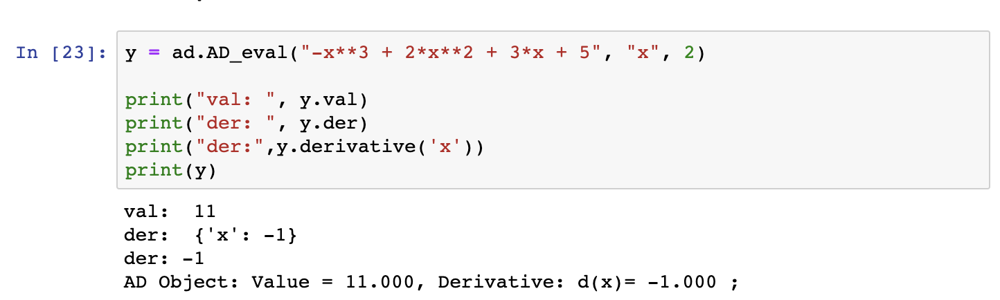 In [23]: y = ad.AD_eval("-x**3 + 2*x**2 + 3*x + 5", "x", 2)
print("val: ", y.val)
print("der: ", y.der)
print("der:",y.derivative('x'))
print(y)
val:  11
der:  {'x': -1}
der: -1
AD Object: Value = 11.000, Derivative: d(x)= -1.000 ;